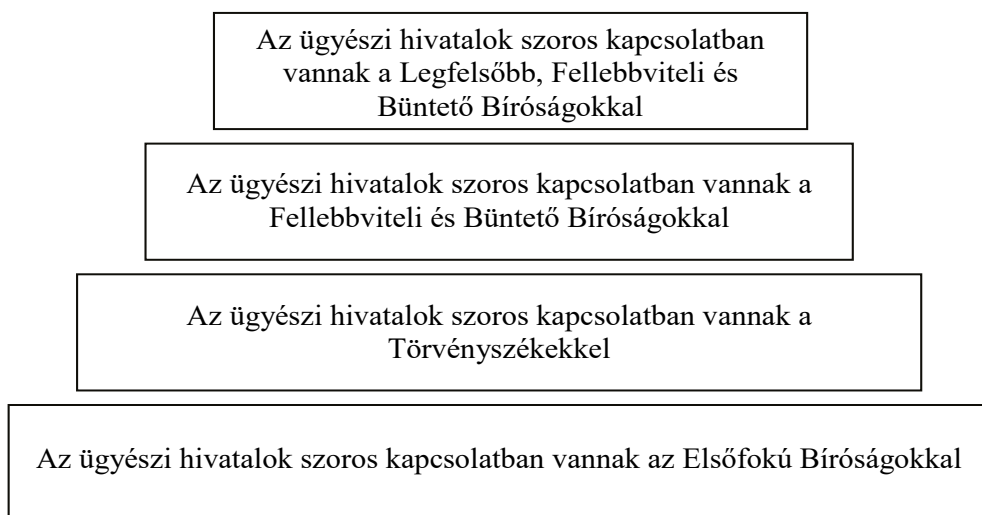 Az ügyészi hivatalok szoros kapcsolatban
vannak a Legfelsőbb, Fellebbviteli és
Büntető Bíróságokkal
Az ügyészi hivatalok szoros kapcsolatban vannak a
Fellebbviteli és Büntető Bíróságokkal
Az ügyészi hivatalok szoros kapcsolatban vannak a
Törvényszékekkel
Az ügyészi hivatalok szoros kapcsolatban vannak az Elsőfokú Bíróságokkal